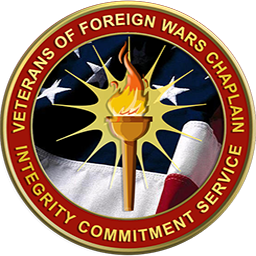 VETERANS OF FOREIGN WARS CHAPLAIN
INTEGRITY COMMITMENT SERVICE